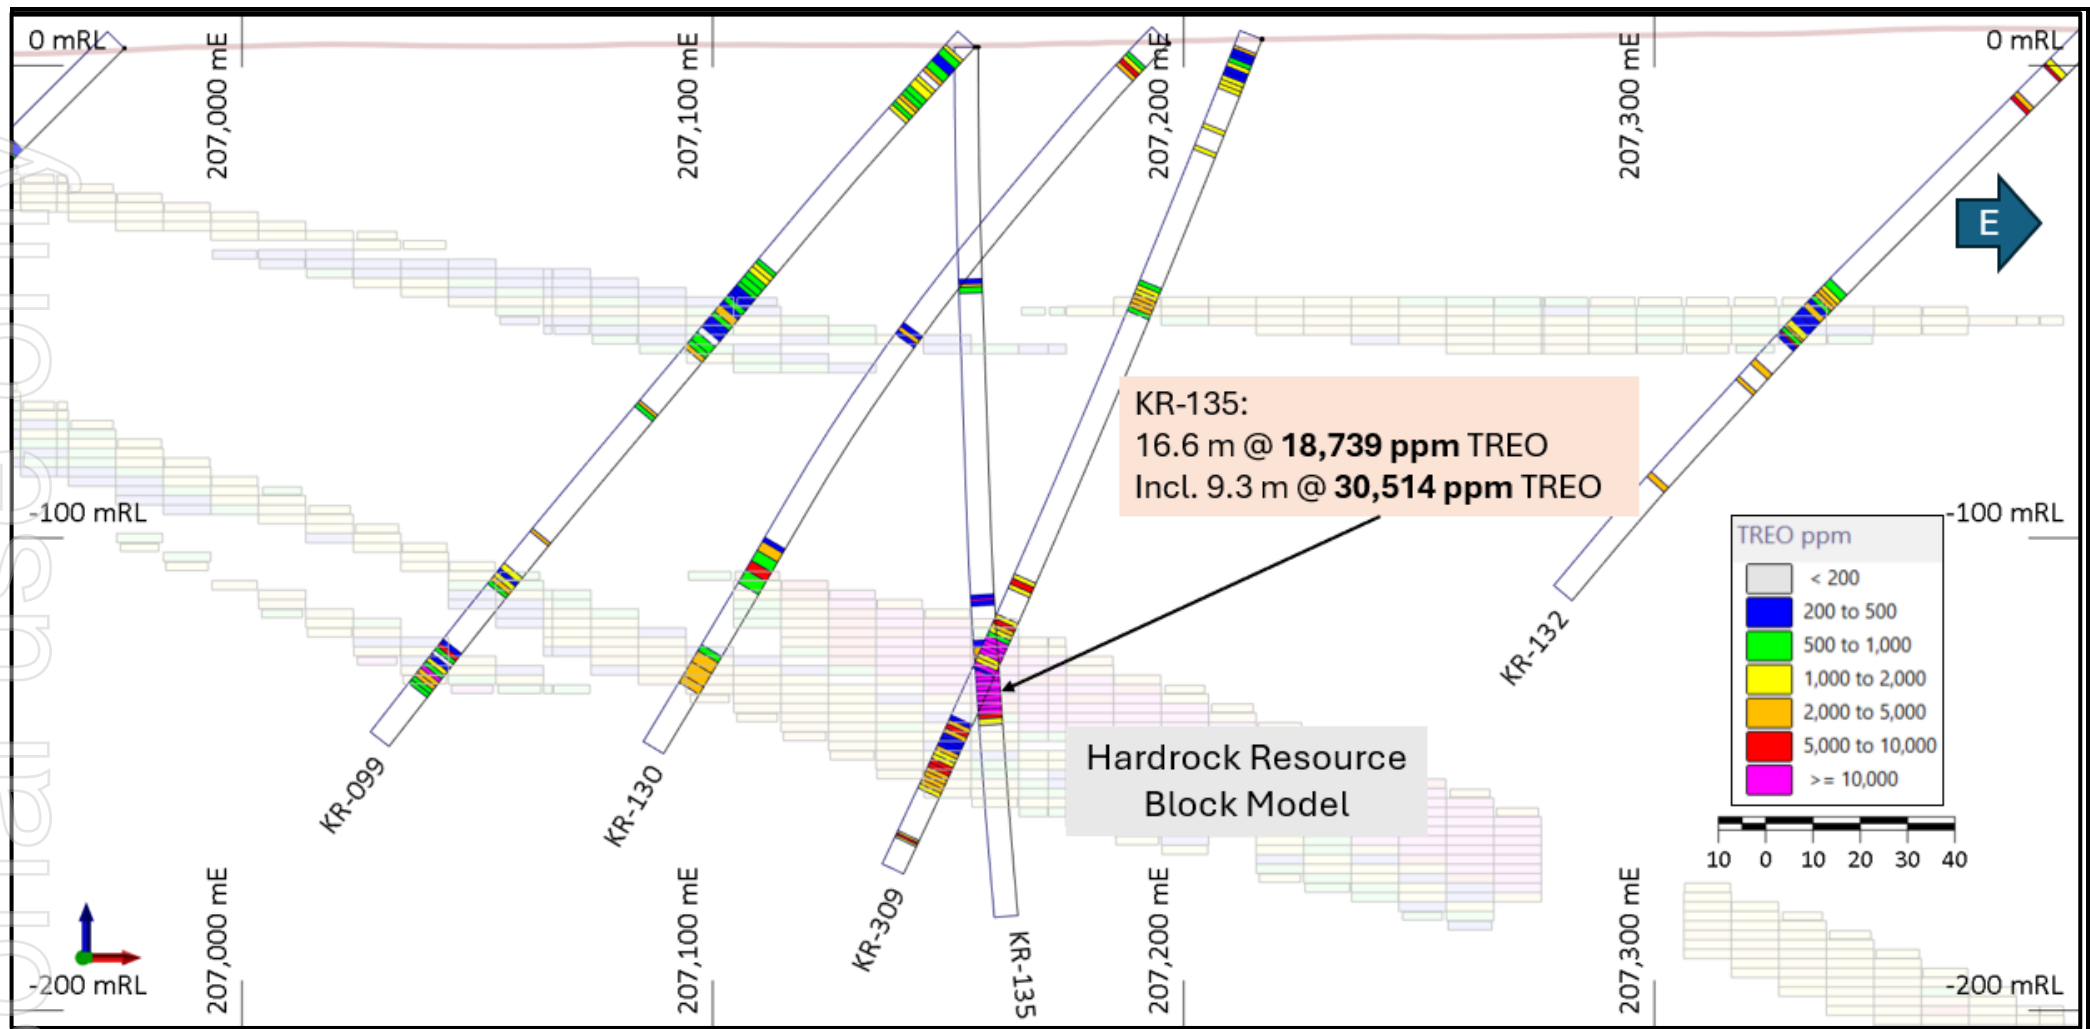 0 mRL
207,000 mE
207,100 mE
207,200 mE
207,300 mE
0 mRL
E
KR-135:
16.6 m @ 18,739 ppm TREO
Incl. 9.3 m @ 30,514 ppm TREO
-100 mRL
-100 mRL
TREO ppm
< 200
200 to 500
500 to 1,000
1,000 to 2,000
2,000 to 5,000
5,000 to 10,000
>= 10,000
KR-132
Hardrock Resource
Block Model
KR-099
KR-130
KR-309
KR-135
10 0 10 20 30 40
207,000 mE
207,100 mE
207,200 mE
207,300 mE
-200 mRL
-200 mRL